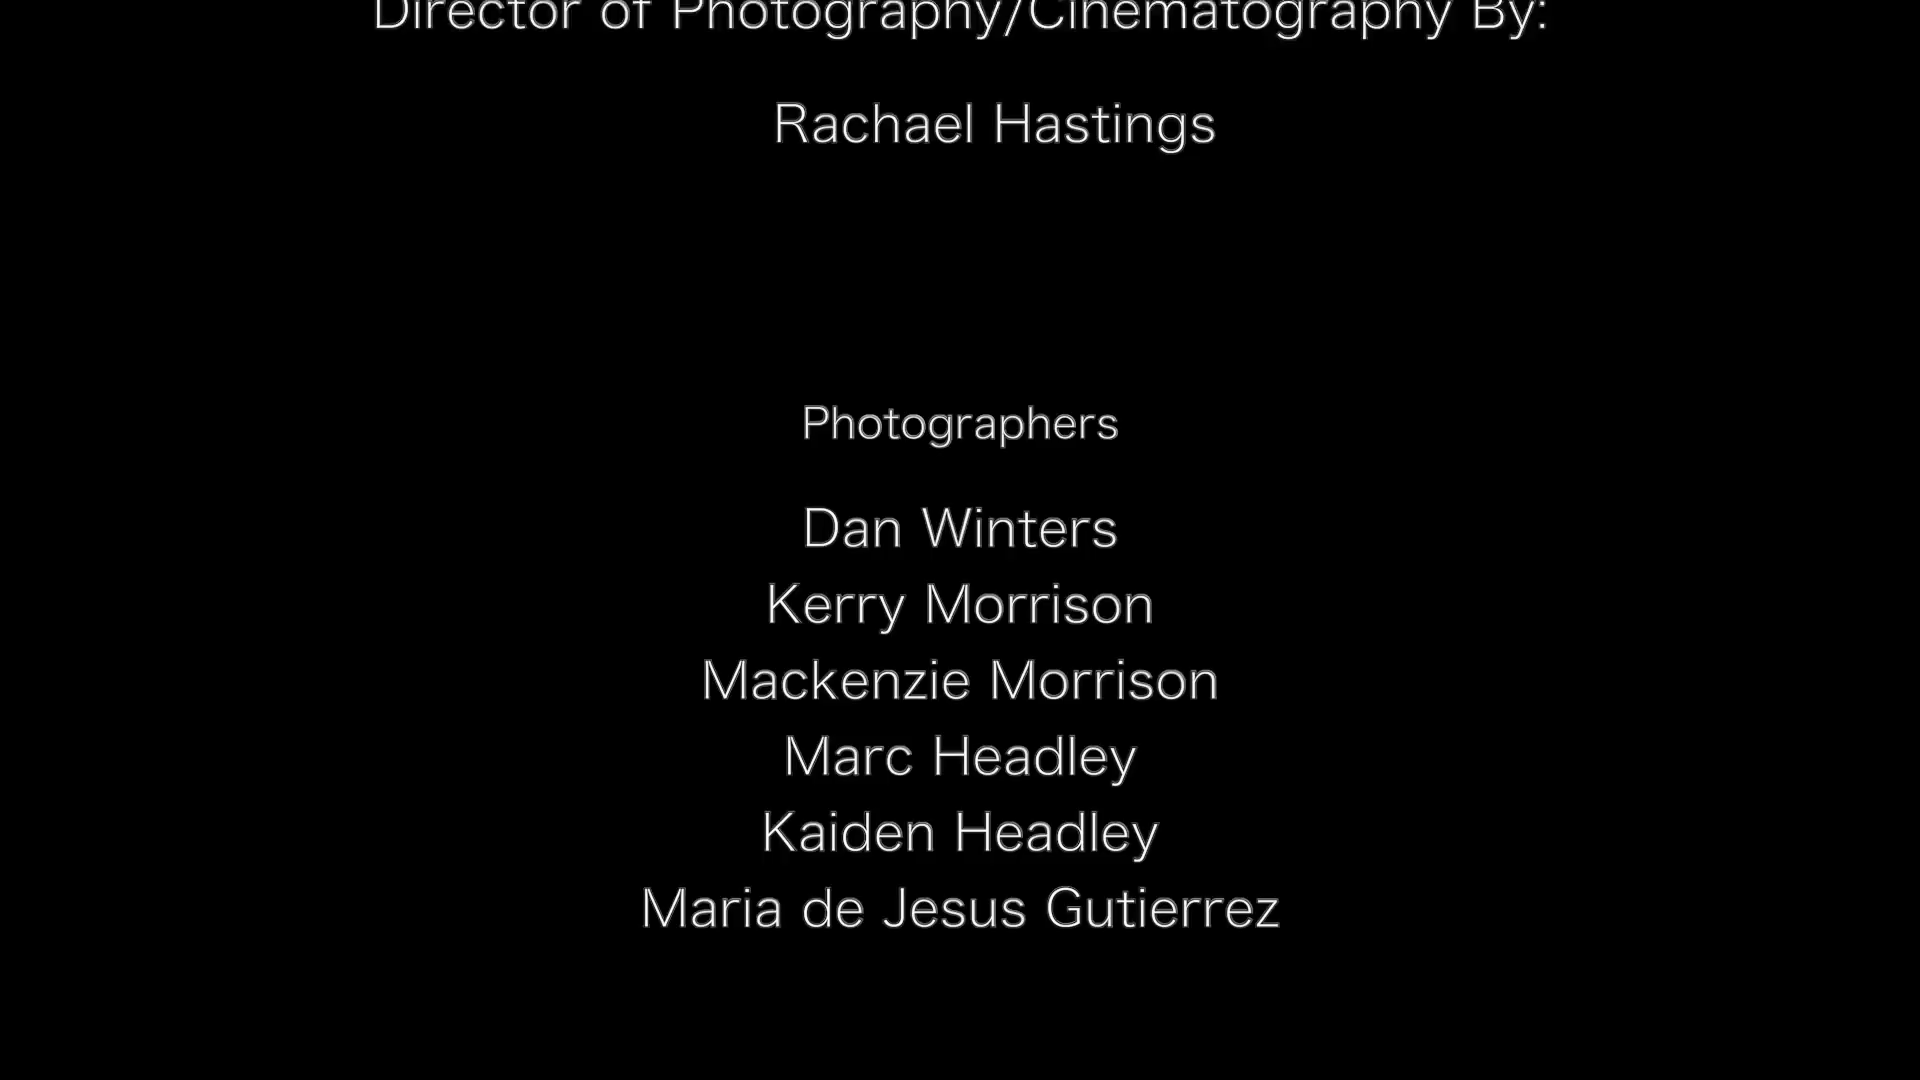 Director of Photography/Cinematography By:
Rachael Hastings
Photographers
Dan Winters
Kerry Morrison
Mackenzie Morrison
Marc Headley
Kaiden Headley
Maria de Jesus Gutierrez